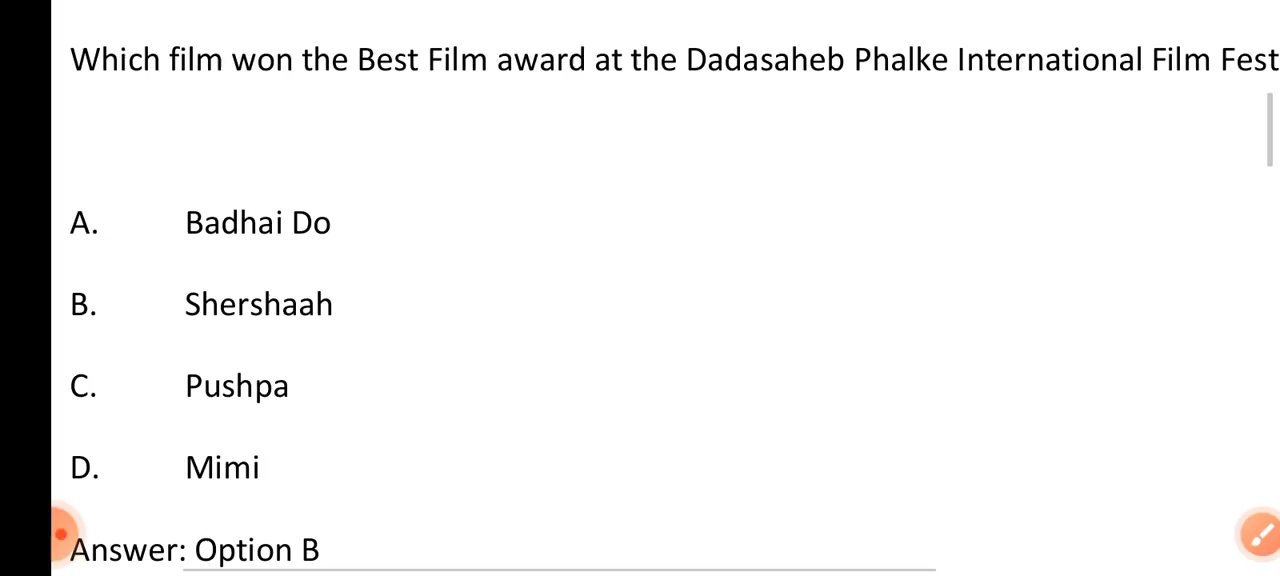 Which film won the Best Film award at the Dadasaheb Phalke International Film Fest
A. Badhai Do
B. Shershaah
C. Pushpa
D. Mimi
Answer: Option B